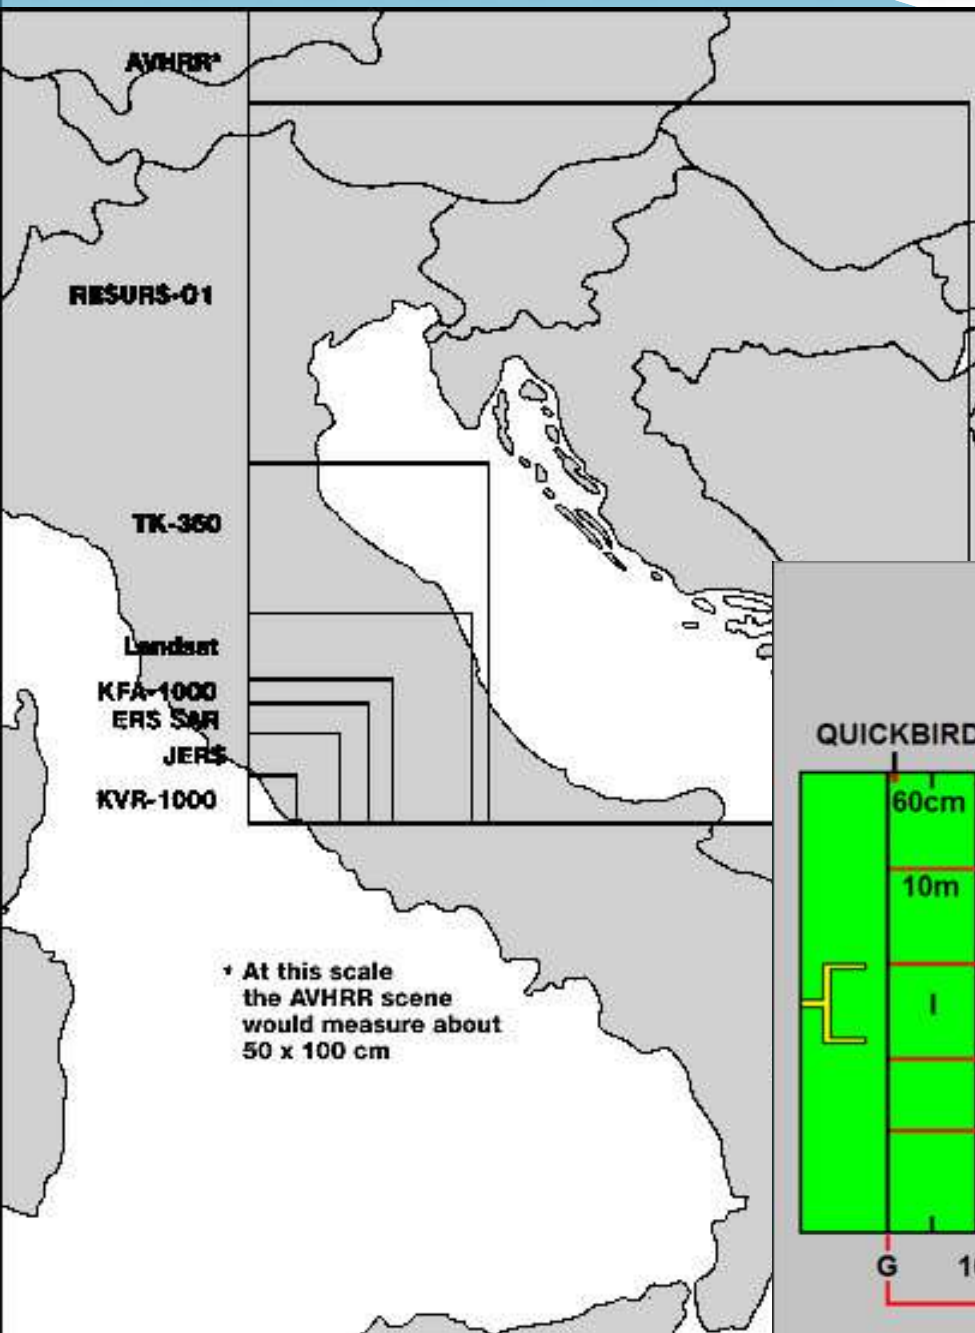 AVHRR*
RESURS-O1
TK-350
Landsat
KFA-1000
ERS SAR
JERS
KVR-1000
* At this scale
the AVHRR scene
would measure about
50 x 100 cm
QUICKBIRD
60cm
10m
G